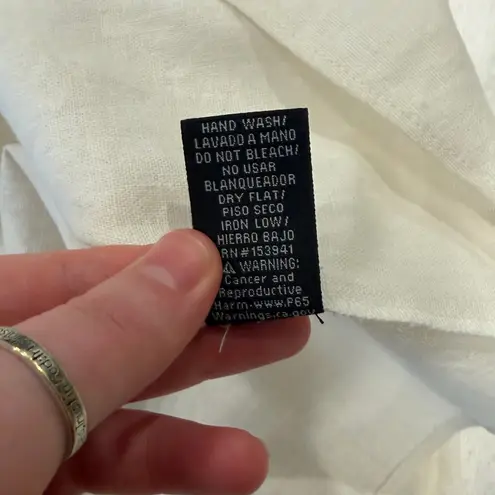 HAND WASH/
LAVADO A MANO
DO NOT BLEACH/
NO USAR
BLANQUEADOR
DRY FLAT/
PISO SECO
IRON LOW/
HIERRO BAJO
RN#153941
⚠ WARNING:
Cancer and
Reproductive
Harm-www.P65
Warnings.ca.gov